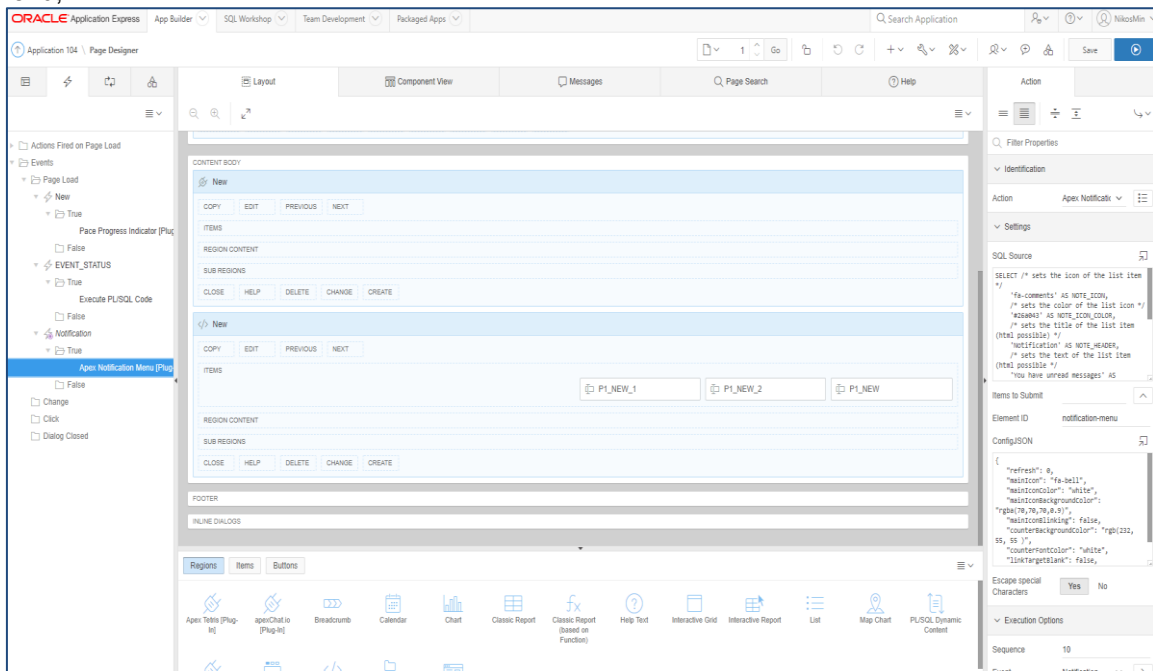 ORACLE Application Express App Builder SQL Workshop Team Development Packaged Apps Search Application NikosMin
Application 104 \ Page Designer 1 Go Save
Layout Component View Messages Page Search Help Action
Filter Properties
Actions Fired on Page Load
Events
Page Load
New
True
Pace Progress Indicator [Plug
False
EVENT_STATUS
True
Execute PL/SQL Code
False
Notification
True
Apex Notification Menu [Plug
False
Change
Click
Dialog Closed
CONTENT BODY
New
COPY EDIT PREVIOUS NEXT
ITEMS
REGION CONTENT
SUB REGIONS
CLOSE HELP DELETE CHANGE CREATE
New
COPY EDIT PREVIOUS NEXT
ITEMS
P1_NEW_1 P1_NEW_2 P1_NEW
REGION CONTENT
SUB REGIONS
CLOSE HELP DELETE CHANGE CREATE
FOOTER
INLINE DIALOGS
Regions Items Buttons
Apex Tetris [Plug-
In]
apexChat.io
[Plug-In]
Breadcrumb
Calendar
Chart
Classic Report
Classic Report
(based on
Function)
Help Text
Interactive Grid
Interactive Report
List
Map Chart
PL/SQL Dynamic
Content
Identification
Action Apex Notificatic
Settings
SQL Source
SELECT /* sets the icon of the list item
*/
'fa-comments' AS NOTE_ICON,
/* sets the color of the list icon */
'#26a043' AS NOTE_ICON_COLOR,
/* sets the title of the list item
(html possible) */
'Notification' AS NOTE_HEADER,
/* sets the text of the list item
(html possible */
'You have unread messages' AS
Items to Submit
Element ID notification-menu
ConfigJSON
{
"refresh": 0,
"mainIcon": "fa-bell",
"mainIconColor": "white",
"mainIconBackgroundColor":
"rgba(70,70,70,0.9)",
"mainIconBlinking": false,
"counterBackgroundColor": "rgb(232,
55, 55 )",
"counterFontColor": "white",
"linkTargetBlank": false,
Escape special
Characters
Yes No
Execution Options
Sequence 10